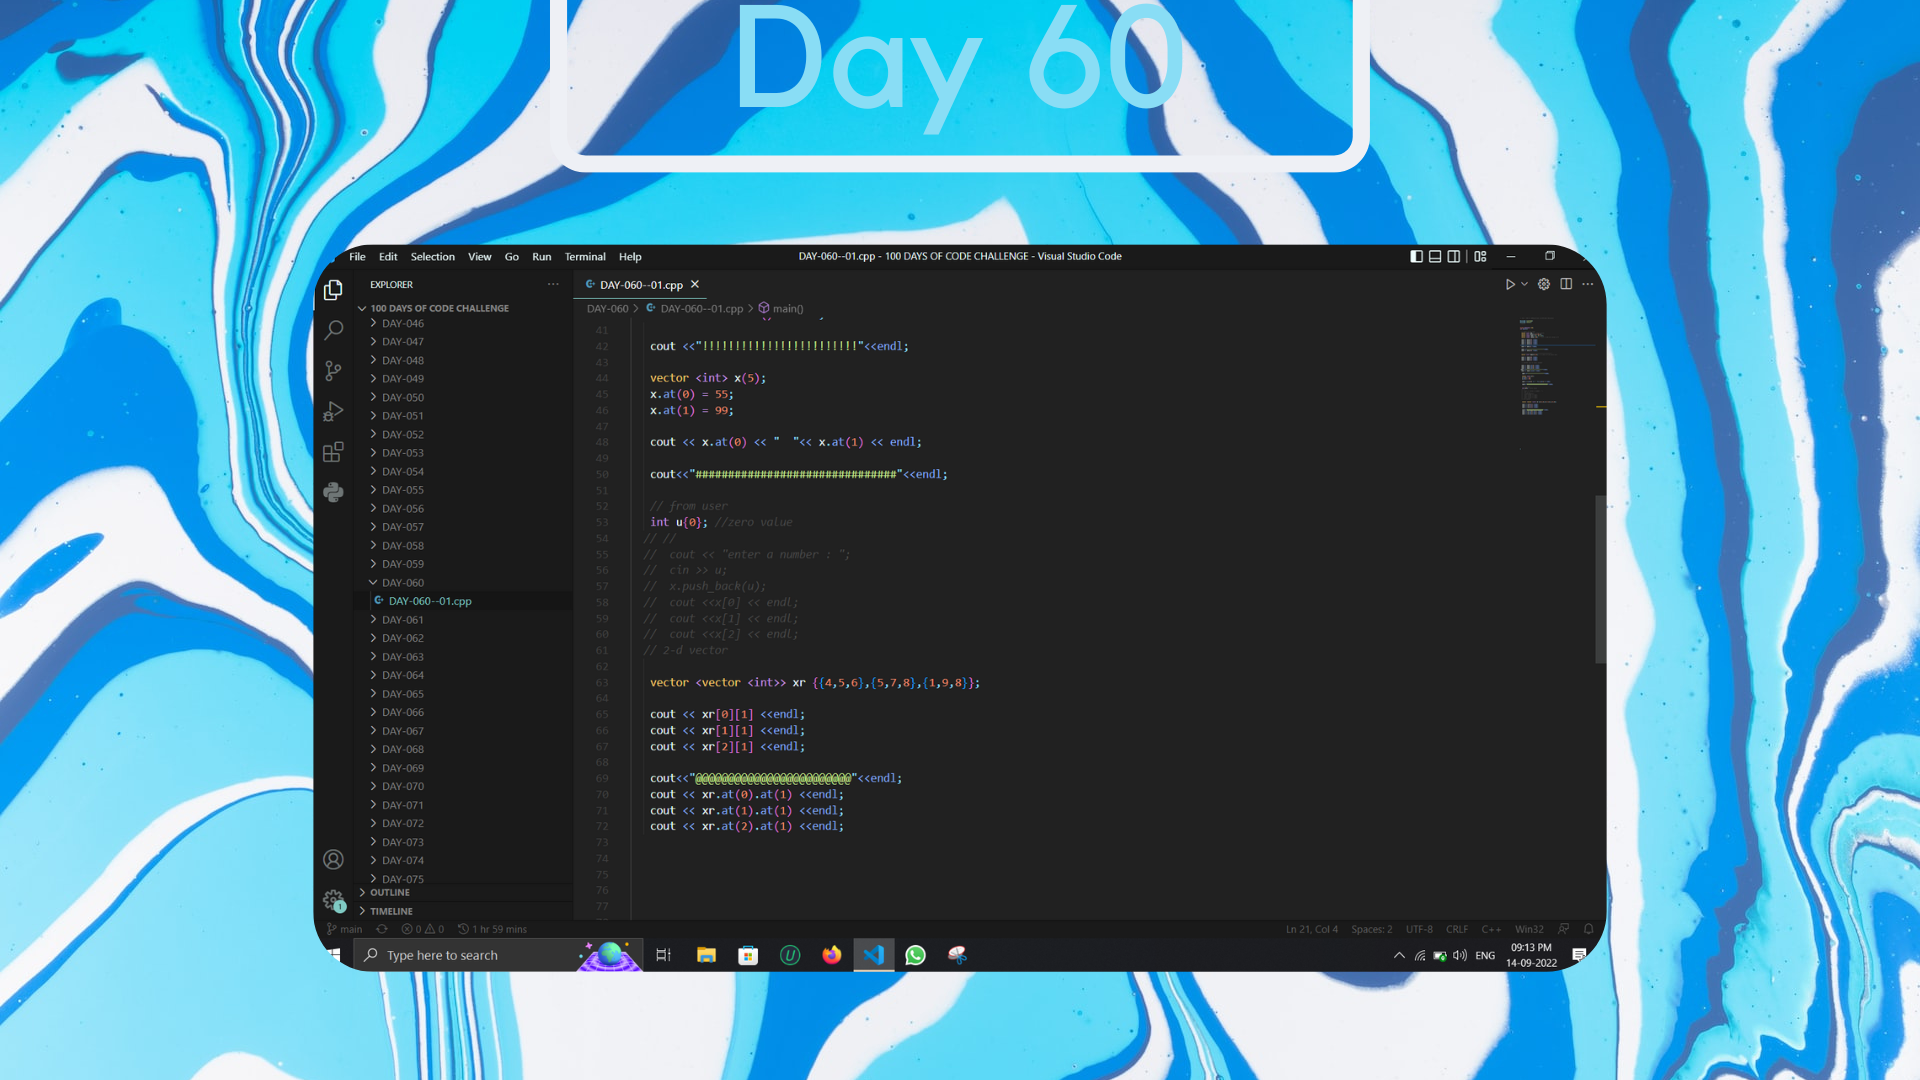 Day 60
File Edit Selection View Go Run Terminal Help
DAY-060--01.cpp - 100 DAYS OF CODE CHALLENGE - Visual Studio Code
EXPLORER
100 DAYS OF CODE CHALLENGE
DAY-046
DAY-047
DAY-048
DAY-049
DAY-050
DAY-051
DAY-052
DAY-053
DAY-054
DAY-055
DAY-056
DAY-057
DAY-058
DAY-059
DAY-060
DAY-060--01.cpp
DAY-061
DAY-062
DAY-063
DAY-064
DAY-065
DAY-066
DAY-067
DAY-068
DAY-069
DAY-070
DAY-071
DAY-072
DAY-073
DAY-074
DAY-075
OUTLINE
TIMELINE
DAY-060--01.cpp
DAY-060 > DAY-060--01.cpp > main()
41
42 cout <<"!!!!!!!!!!!!!!!!!!!!!!!!"<<endl;
43
44 vector <int> x(5);
45 x.at(0) = 55;
46 x.at(1) = 99;
47
48 cout << x.at(0) << "  "<< x.at(1) << endl;
49
50 cout<<"###############################"<<endl;
51
52 // from user
53 int u{0}; //zero value
54 // //
55 //  cout << "enter a number : ";
56 //  cin >> u;
57 //  x.push_back(u);
58 //  cout <<x[0] << endl;
59 //  cout <<x[1] << endl;
60 //  cout <<x[2] << endl;
61 // 2-d vector
62
63 vector <vector <int>> xr {{4,5,6},{5,7,8},{1,9,8}};
64
65 cout << xr[0][1] <<endl;
66 cout << xr[1][1] <<endl;
67 cout << xr[2][1] <<endl;
68
69 cout<<"@@@@@@@@@@@@@@@@@@@@@@@@"<<endl;
70 cout << xr.at(0).at(1) <<endl;
71 cout << xr.at(1).at(1) <<endl;
72 cout << xr.at(2).at(1) <<endl;
73
74
75
76
77
main 0 0 1 hr 59 mins
Ln 21, Col 4 Spaces: 2 UTF-8 CRLF C++ Win32
1
Type here to search
ENG
09:13 PM
14-09-2022